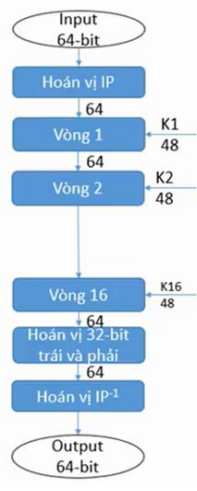 Input
64-bit
Hoán vị IP
64
Vòng 1
K1
48
64
Vòng 2
K2
48
Vòng 16
K16
48
64
Hoán vị 32-bit
trái và phải
64
Hoán vị IP-1
Output
64-bit